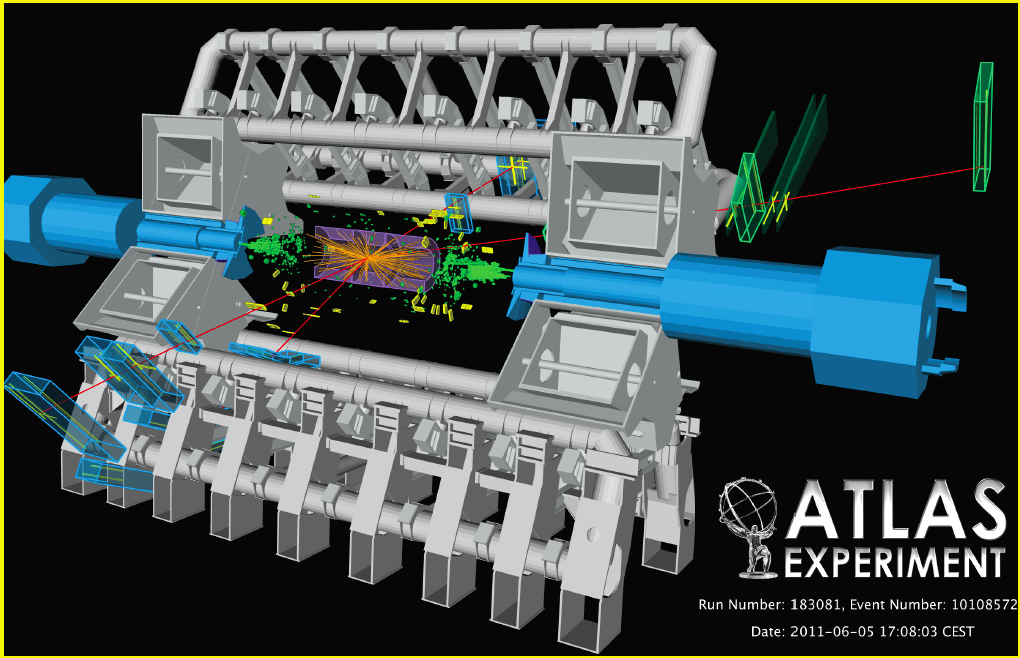 ATLAS
EXPERIMENT
Run Number: 183081, Event Number: 10108572
Date: 2011-06-05 17:08:03 CEST